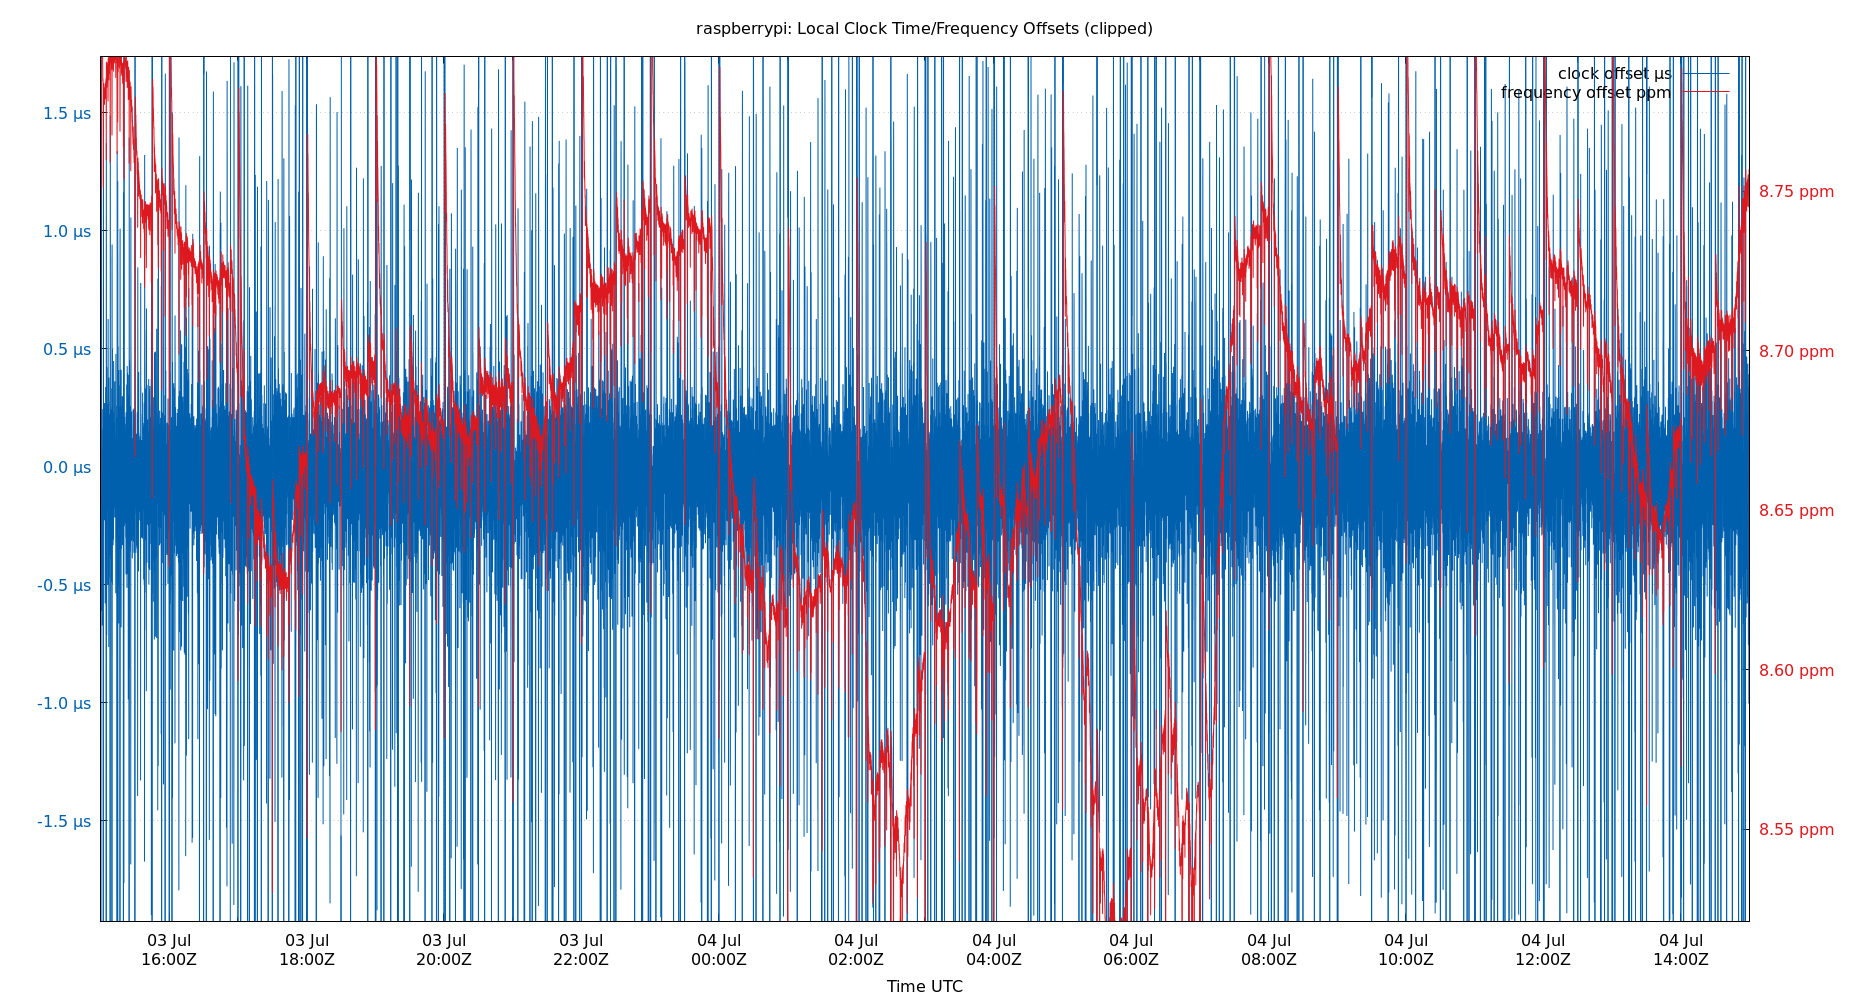 raspberrypi: Local Clock Time/Frequency Offsets (clipped)
clock offset µs
frequency offset ppm
1.5 µs
1.0 µs
0.5 µs
0.0 µs
-0.5 µs
-1.0 µs
-1.5 µs
8.75 ppm
8.70 ppm
8.65 ppm
8.60 ppm
8.55 ppm
03 Jul 03 Jul 03 Jul 03 Jul 04 Jul 04 Jul 04 Jul 04 Jul 04 Jul 04 Jul 04 Jul 04 Jul
16:00Z 18:00Z 20:00Z 22:00Z 00:00Z 02:00Z 04:00Z 06:00Z 08:00Z 10:00Z 12:00Z 14:00Z
Time UTC